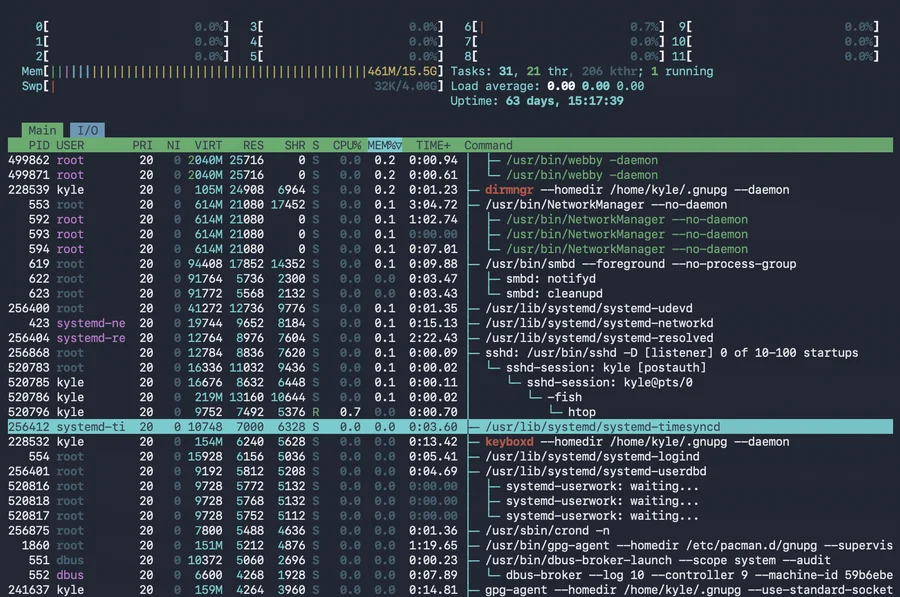 0[ 0.0%] 3[ 0.0%] 6[| 0.7%] 9[ 0.0%]
1[ 0.0%] 4[ 0.0%] 7[ 0.0%] 10[ 0.0%]
2[ 0.0%] 5[ 0.0%] 8[ 0.0%] 11[ 0.0%]
Mem[||||||||||||||||||||||||||||||||||||||||||||||461M/15.5G] Tasks: 31, 21 thr, 206 kthr; 1 running
Swp[| 32K/4.00G] Load average: 0.00 0.00 0.00
Uptime: 63 days, 15:17:39
Main I/O
PID USER PRI NI VIRT RES SHR S CPU% MEM%▽ TIME+ Command
499862 root 20 0 2040M 25716 0 S 0.0 0.2 0:00.94 │ ├─ /usr/bin/webby -daemon
499871 root 20 0 2040M 25716 0 S 0.0 0.2 0:00.61 │ └─ /usr/bin/webby -daemon
228539 kyle 20 0 105M 24908 6964 S 0.0 0.2 0:01.23 ├─ dirmngr --homedir /home/kyle/.gnupg --daemon
553 root 20 0 614M 21080 17452 S 0.0 0.1 3:04.72 ├─ /usr/bin/NetworkManager --no-daemon
592 root 20 0 614M 21080 0 S 0.0 0.1 1:02.74 │ ├─ /usr/bin/NetworkManager --no-daemon
593 root 20 0 614M 21080 0 S 0.0 0.1 0:00.00 │ ├─ /usr/bin/NetworkManager --no-daemon
594 root 20 0 614M 21080 0 S 0.0 0.1 0:07.01 │ └─ /usr/bin/NetworkManager --no-daemon
619 root 20 0 94408 17852 14352 S 0.0 0.1 0:09.88 ├─ /usr/bin/smbd --foreground --no-process-group
622 root 20 0 91764 5736 2300 S 0.0 0.0 0:03.47 │ ├─ smbd: notifyd
623 root 20 0 91772 5568 2132 S 0.0 0.0 0:03.43 │ └─ smbd: cleanupd
256400 root 20 0 41272 12736 9776 S 0.0 0.1 0:01.35 ├─ /usr/lib/systemd/systemd-udevd
423 systemd-ne 20 0 19744 9652 8184 S 0.0 0.1 0:15.13 ├─ /usr/lib/systemd/systemd-networkd
256404 systemd-re 20 0 12764 8976 7604 S 0.0 0.1 2:22.43 ├─ /usr/lib/systemd/systemd-resolved
256868 root 20 0 12784 8836 7620 S 0.0 0.1 0:00.09 ├─ sshd: /usr/bin/sshd -D [listener] 0 of 10-100 startups
520783 root 20 0 16336 11032 9436 S 0.0 0.1 0:00.02 │ └─ sshd-session: kyle [postauth]
520785 kyle 20 0 16676 8632 6448 S 0.0 0.1 0:00.11 │ └─ sshd-session: kyle@pts/0
520786 kyle 20 0 219M 13160 10644 S 0.0 0.1 0:00.02 │ └─ -fish
520796 kyle 20 0 9752 7492 5376 R 0.7 0.0 0:00.70 │ └─ htop
256412 systemd-ti 20 0 10748 7000 6328 S 0.0 0.0 0:03.60 ├─ /usr/lib/systemd/systemd-timesyncd
228532 kyle 20 0 154M 6240 5628 S 0.0 0.0 0:13.42 ├─ keyboxd --homedir /home/kyle/.gnupg --daemon
554 root 20 0 15928 6156 5036 S 0.0 0.0 0:05.41 ├─ /usr/lib/systemd/systemd-logind
256401 root 20 0 9192 5812 5208 S 0.0 0.0 0:04.69 ├─ /usr/lib/systemd/systemd-userdbd
520816 root 20 0 9728 5772 5132 S 0.0 0.0 0:00.00 │ ├─ systemd-userwork: waiting...
520818 root 20 0 9728 5768 5132 S 0.0 0.0 0:00.00 │ ├─ systemd-userwork: waiting...
520817 root 20 0 9728 5752 5112 S 0.0 0.0 0:00.00 │ └─ systemd-userwork: waiting...
256875 root 20 0 7800 5488 4636 S 0.0 0.0 0:01.36 ├─ /usr/sbin/crond -n
1860 root 20 0 151M 5212 4876 S 0.0 0.0 1:19.65 ├─ /usr/bin/gpg-agent --homedir /etc/pacman.d/gnupg --supervis
551 dbus 20 0 10372 5060 2696 S 0.0 0.0 0:00.23 ├─ /usr/bin/dbus-broker-launch --scope system --audit
552 dbus 20 0 6600 4268 1928 S 0.0 0.0 0:07.89 │ └─ dbus-broker --log 10 --controller 9 --machine-id 59b6ebe
241637 kyle 20 0 159M 4264 3960 S 0.0 0.0 0:14.81 ├─ gpg-agent --homedir /home/kyle/.gnupg --use-standard-socket